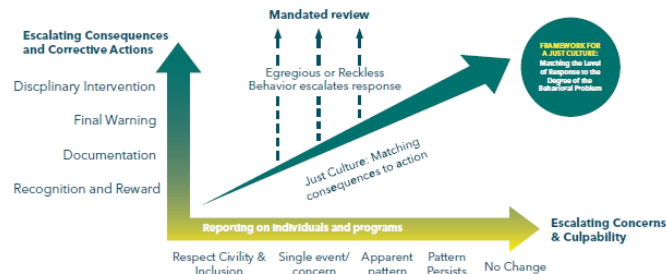 Mandated review
Escalating Consequences
and Corrective Actions
FRAMEWORK FOR
A JUST CULTURE:
Matching the Level
of Response to the
Degree of the
Behavioral Problem
Egregious or Reckless
Behavior escalates response
Discplinary Intervention
Final Warning
Documentation
Recognition and Reward
Just Culture: Matching
consequences to action
Reporting on individuals and programs
Escalating Concerns
& Culpability
Respect Civility &
Inclusion
Single event/
concern
Apparent
pattern
Pattern
Persists
No Change